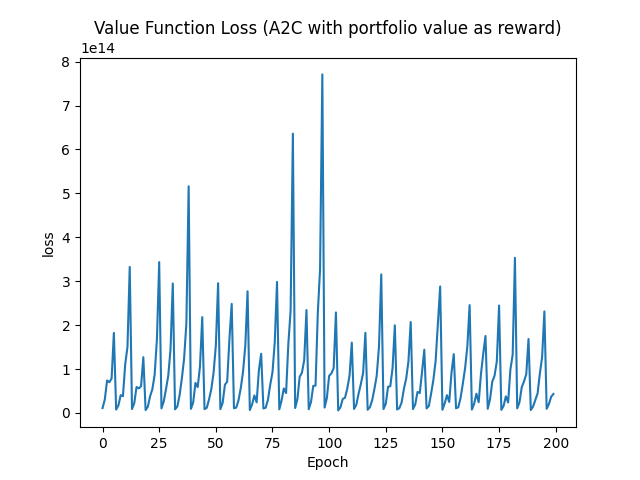 Value Function Loss (A2C with portfolio value as reward)
1e14
8
7
6
5
4
3
2
1
0
loss
0 25 50 75 100 125 150 175 200
Epoch